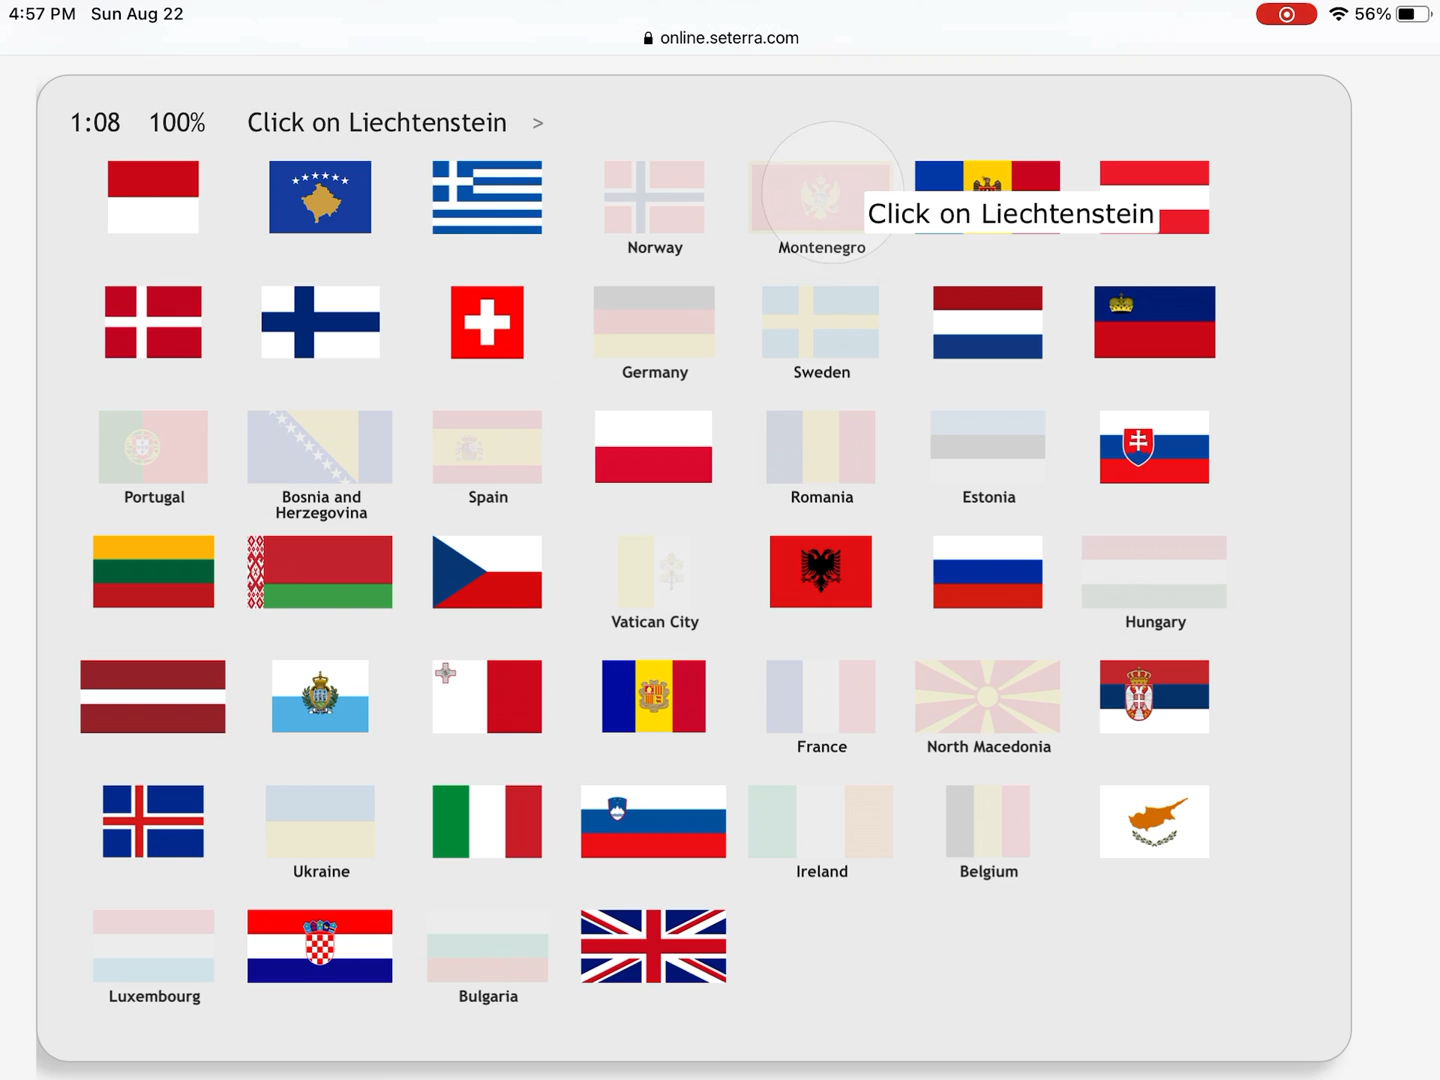 4:57 PM Sun Aug 22
56%
online.seterra.com
1:08 100% Click on Liechtenstein >
Click on Liechtenstein
Norway
Montenegro
Germany
Sweden
Portugal
Bosnia and
Herzegovina
Spain
Romania
Estonia
Vatican City
Hungary
France
North Macedonia
Ukraine
Ireland
Belgium
Luxembourg
Bulgaria